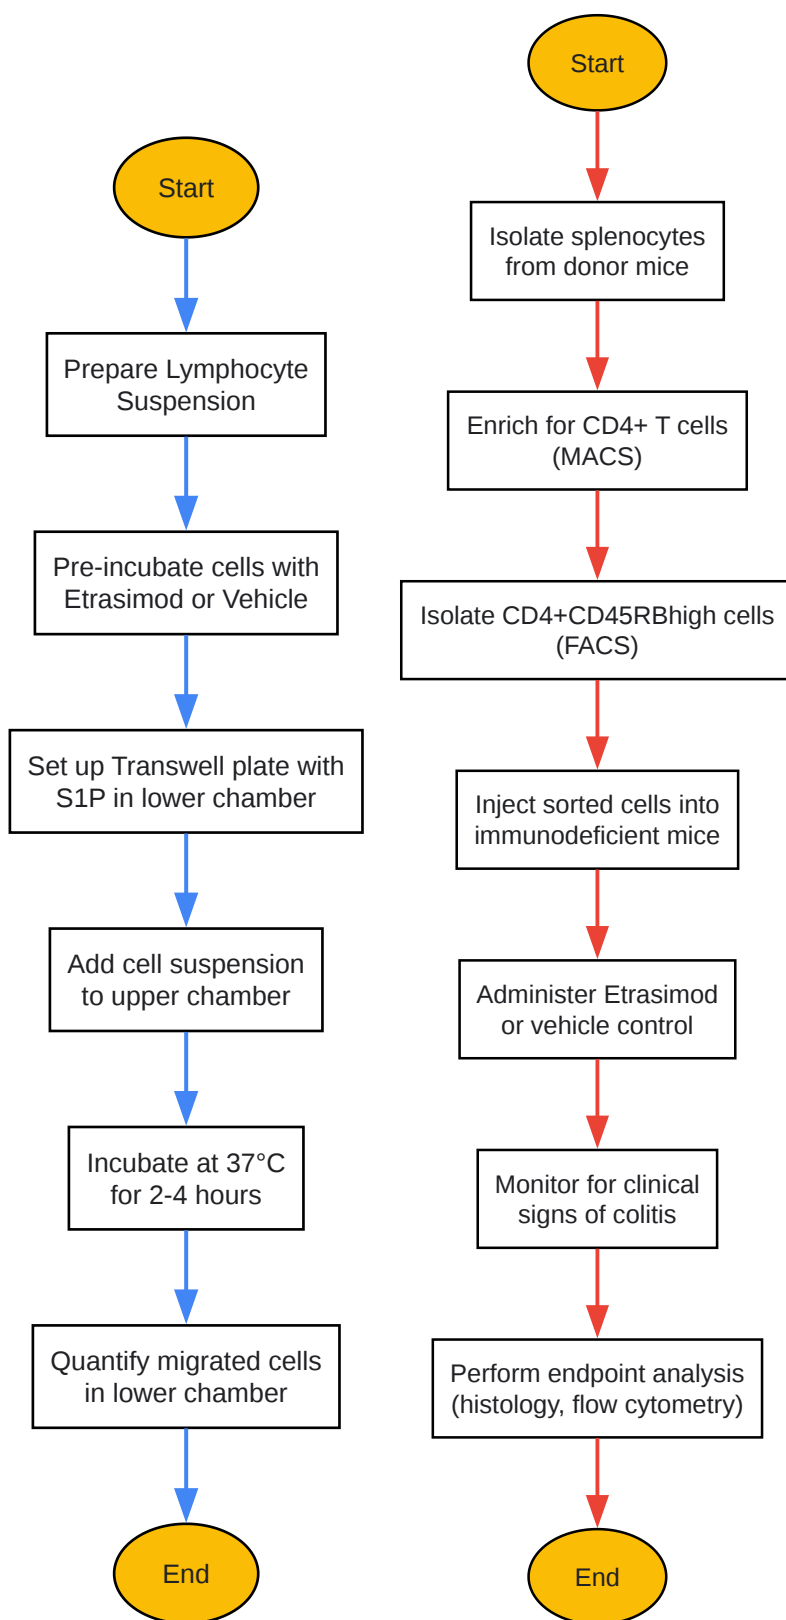 Start
Prepare Lymphocyte
Suspension
Pre-incubate cells with
Etrasimod or Vehicle
Set up Transwell plate with
S1P in lower chamber
Add cell suspension
to upper chamber
Incubate at 37°C
for 2-4 hours
Quantify migrated cells
in lower chamber
End
Start
Isolate splenocytes
from donor mice
Enrich for CD4+ T cells
(MACS)
Isolate CD4+CD45RBhigh cells
(FACS)
Inject sorted cells into
immunodeficient mice
Administer Etrasimod
or vehicle control
Monitor for clinical
signs of colitis
Perform endpoint analysis
(histology, flow cytometry)
End